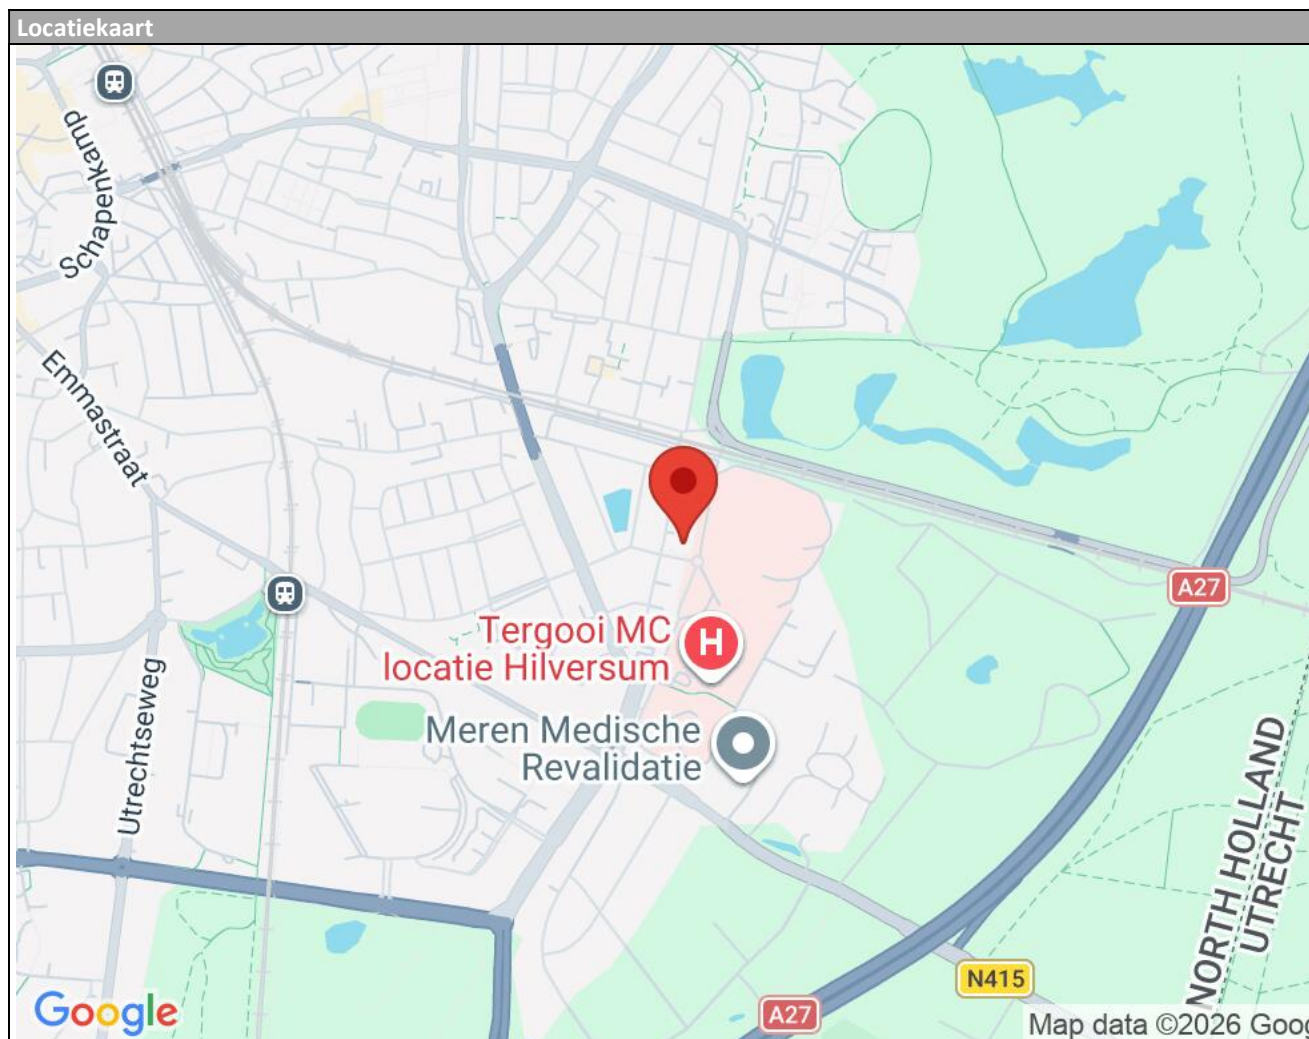 Locatiekaart
Schapenkamp
Emmastraat
Utrechtseweg
Tergooi MC
locatie Hilversum
H
Meren Medische
Revalidatie
A27
NORTH HOLLAND
UTRECHT
N415
A27
Google
Map data ©2026 Goog